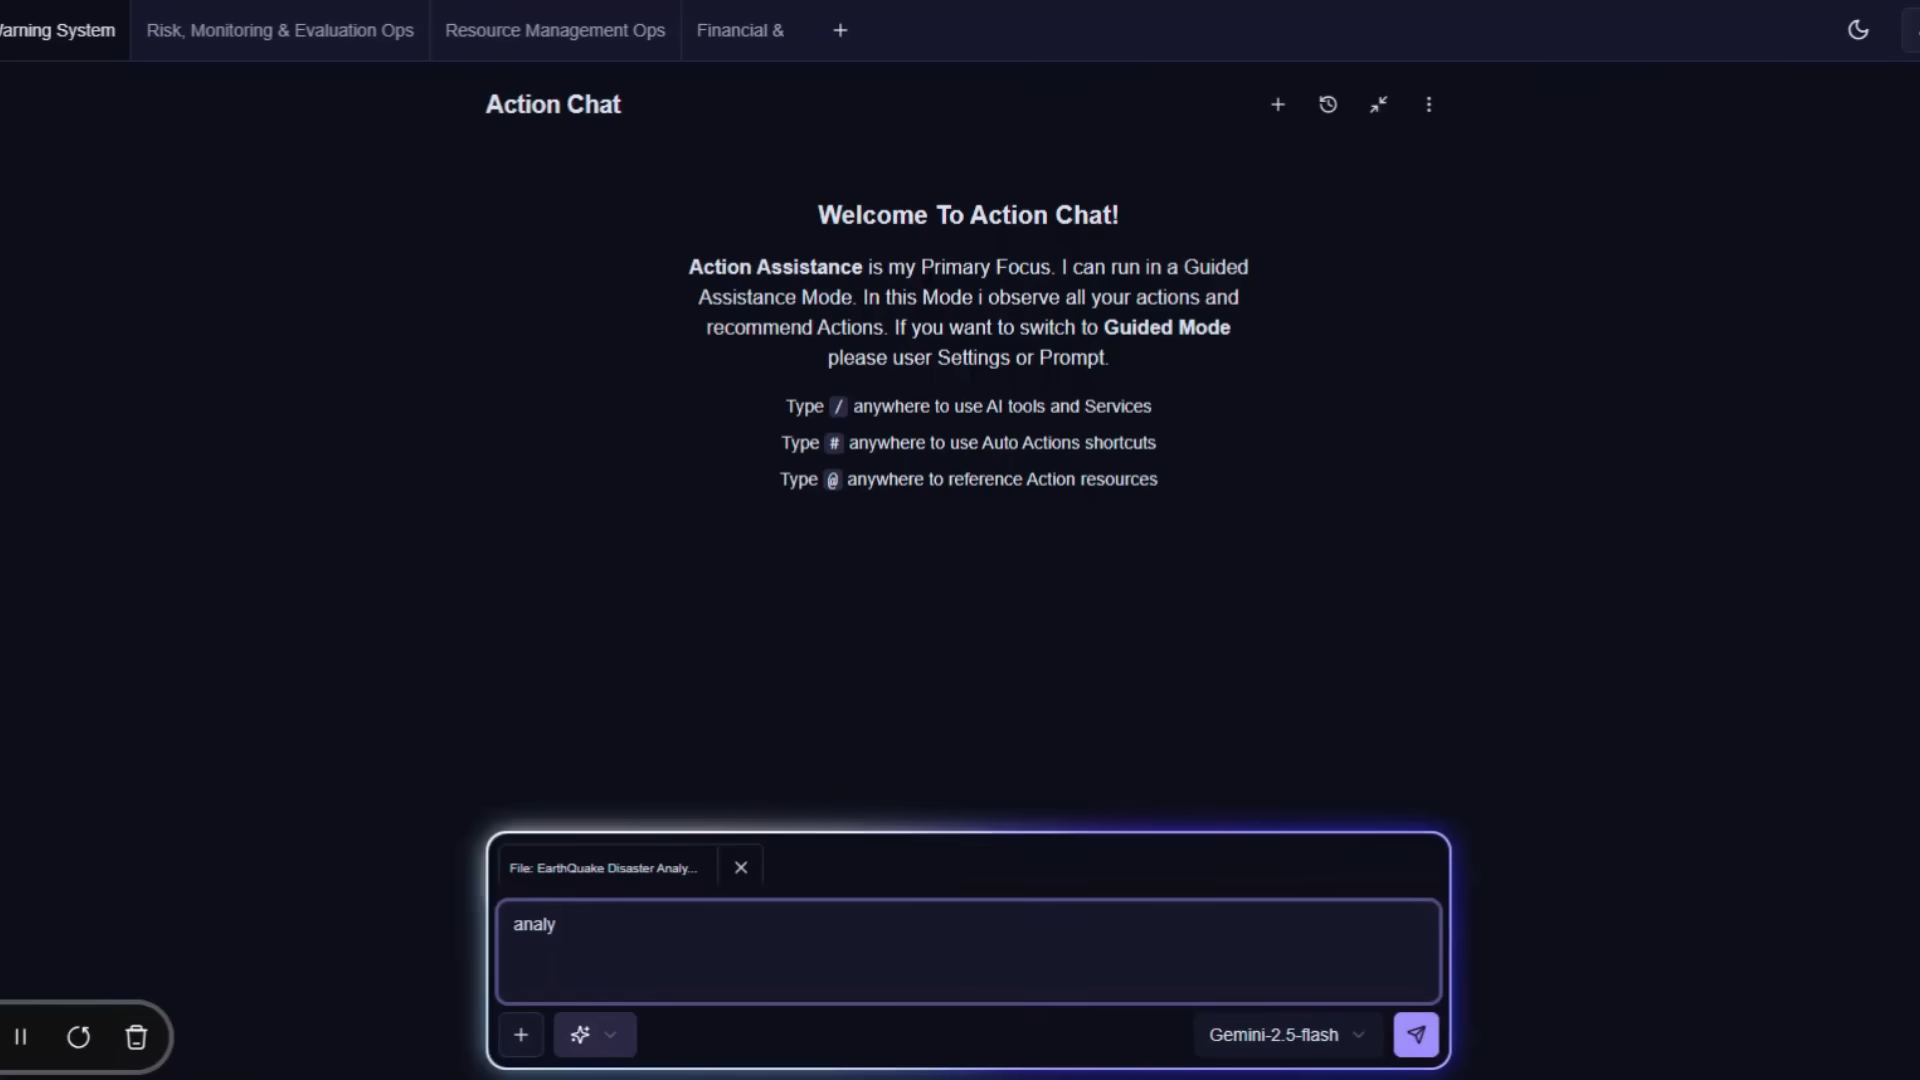 arning System
Risk, Monitoring & Evaluation Ops
Resource Management Ops
Financial &
Action Chat
Welcome To Action Chat!
Action Assistance is my Primary Focus. I can run in a Guided
Assistance Mode. In this Mode i observe all your actions and
recommend Actions. If you want to switch to Guided Mode
please user Settings or Prompt.
Type / anywhere to use AI tools and Services
Type # anywhere to use Auto Actions shortcuts
Type @ anywhere to reference Action resources
File: EarthQuake Disaster Analy...
analy
Gemini-2.5-flash